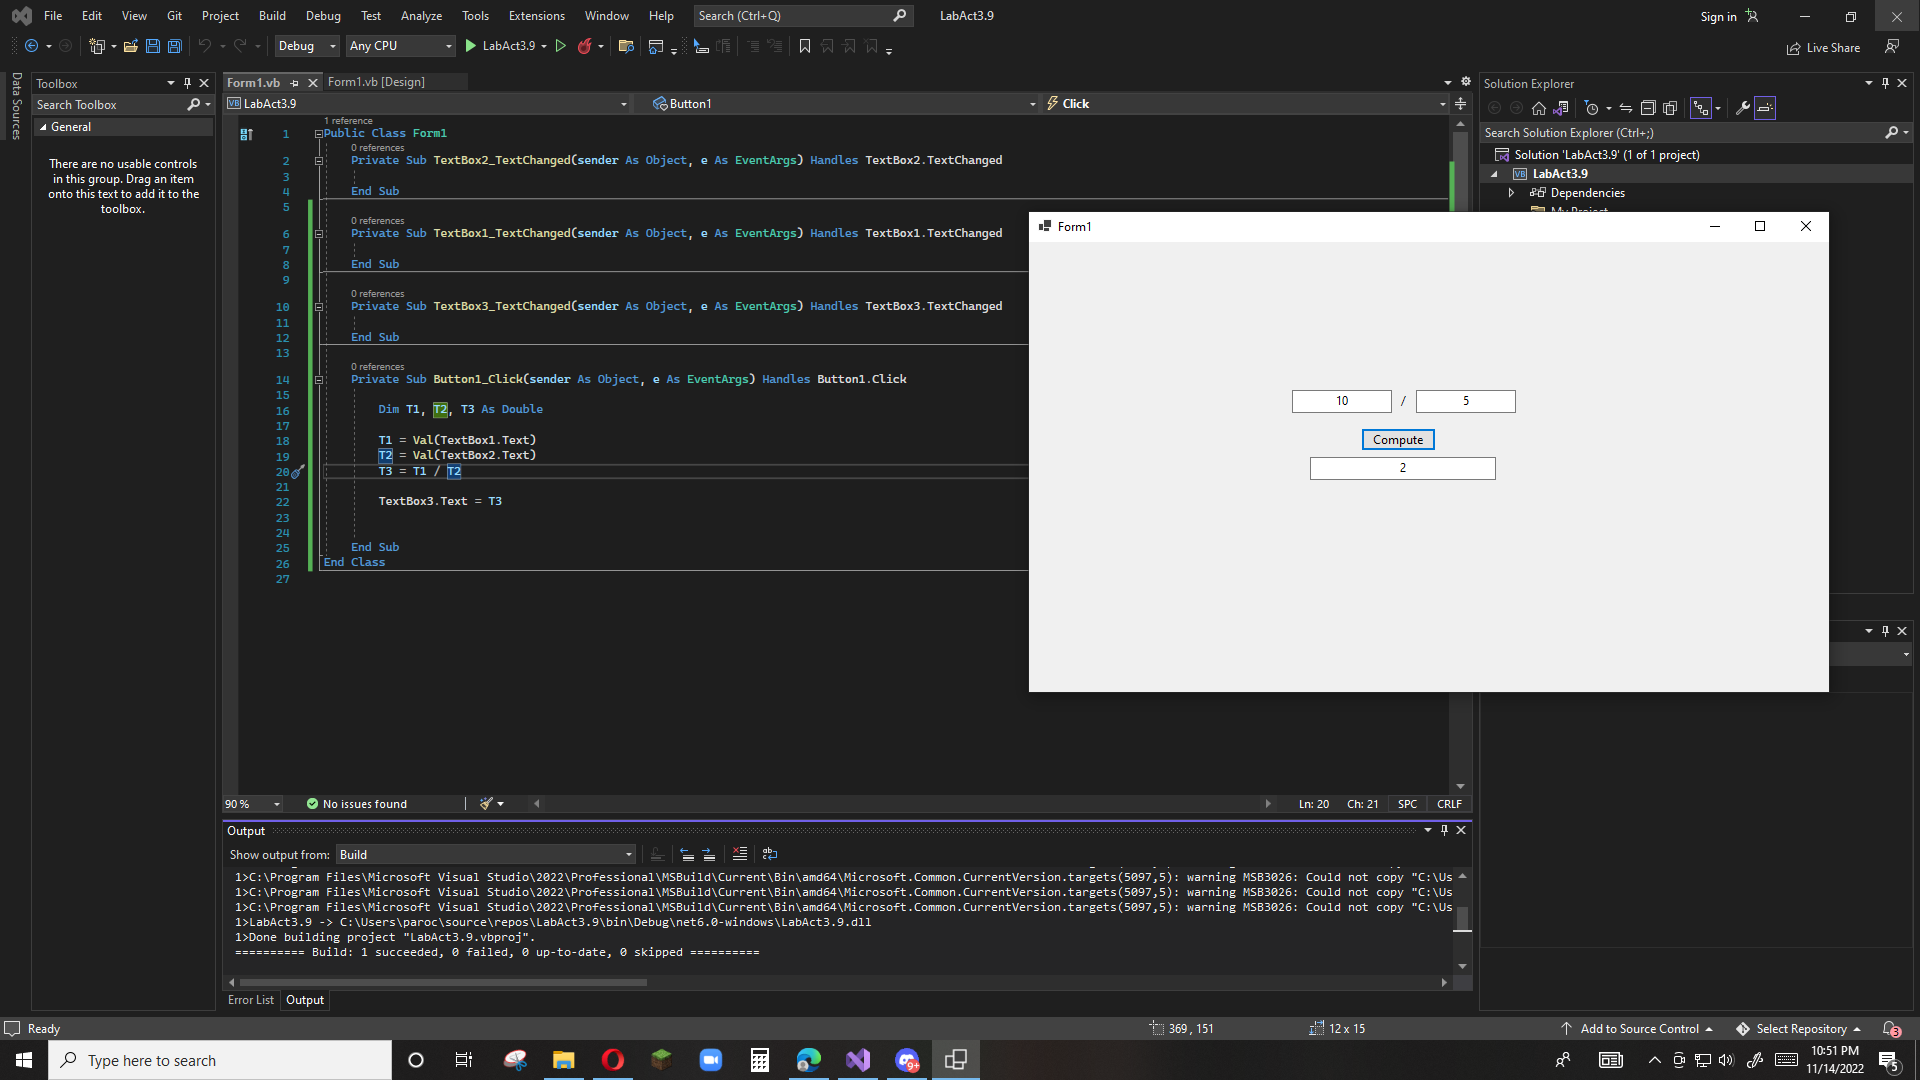 File Edit View Git Project Build Debug Test Analyze Tools Extensions Window Help Search (Ctrl+Q) LabAct3.9 Sign in
Debug Any CPU LabAct3.9 Live Share
Data Sources
Toolbox
Search Toolbox
General
There are no usable controls
in this group. Drag an item
onto this text to add it to the
toolbox.
Form1.vb Form1.vb [Design]
VB LabAct3.9 Button1 Click
1 reference
1 Public Class Form1
0 references
2 Private Sub TextBox2_TextChanged(sender As Object, e As EventArgs) Handles TextBox2.TextChanged
3
4 End Sub
5
0 references
6 Private Sub TextBox1_TextChanged(sender As Object, e As EventArgs) Handles TextBox1.TextChanged
7
8 End Sub
9
0 references
10 Private Sub TextBox3_TextChanged(sender As Object, e As EventArgs) Handles TextBox3.TextChanged
11
12 End Sub
13
0 references
14 Private Sub Button1_Click(sender As Object, e As EventArgs) Handles Button1.Click
15
16 Dim T1, T2, T3 As Double
17
18 T1 = Val(TextBox1.Text)
19 T2 = Val(TextBox2.Text)
20 T3 = T1 / T2
21
22 TextBox3.Text = T3
23
24
25 End Sub
26 End Class
27
90 % No issues found Ln: 20 Ch: 21 SPC CRLF
Form1
10 / 5
Compute
2
Solution Explorer
Search Solution Explorer (Ctrl+;)
Solution 'LabAct3.9' (1 of 1 project)
VB LabAct3.9
Dependencies
My Project
Output
Show output from: Build
1>C:\Program Files\Microsoft Visual Studio\2022\Professional\MSBuild\Current\Bin\amd64\Microsoft.Common.CurrentVersion.targets(5097,5): warning MSB3026: Could not copy "C:\Us
1>C:\Program Files\Microsoft Visual Studio\2022\Professional\MSBuild\Current\Bin\amd64\Microsoft.Common.CurrentVersion.targets(5097,5): warning MSB3026: Could not copy "C:\Us
1>C:\Program Files\Microsoft Visual Studio\2022\Professional\MSBuild\Current\Bin\amd64\Microsoft.Common.CurrentVersion.targets(5097,5): warning MSB3026: Could not copy "C:\Us
1>LabAct3.9 -> C:\Users\paroc\source\repos\LabAct3.9\bin\Debug\net6.0-windows\LabAct3.9.dll
1>Done building project "LabAct3.9.vbproj".
========== Build: 1 succeeded, 0 failed, 0 up-to-date, 0 skipped ==========
Error List Output
Ready 369 , 151 12 x 15 Add to Source Control Select Repository 3
Type here to search 9+ 10:51 PM
11/14/2022 5